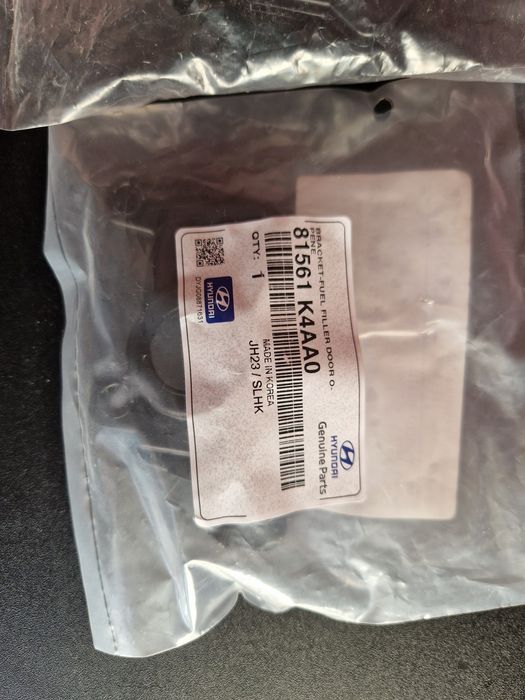 BRACKET-FUEL FILLER DOOR O-
PENE
81561 K4AA0
QTY: 1
MADE IN KOREA
JH23 / SLHK
HYUNDAI
Genuine Parts
HYUNDAI